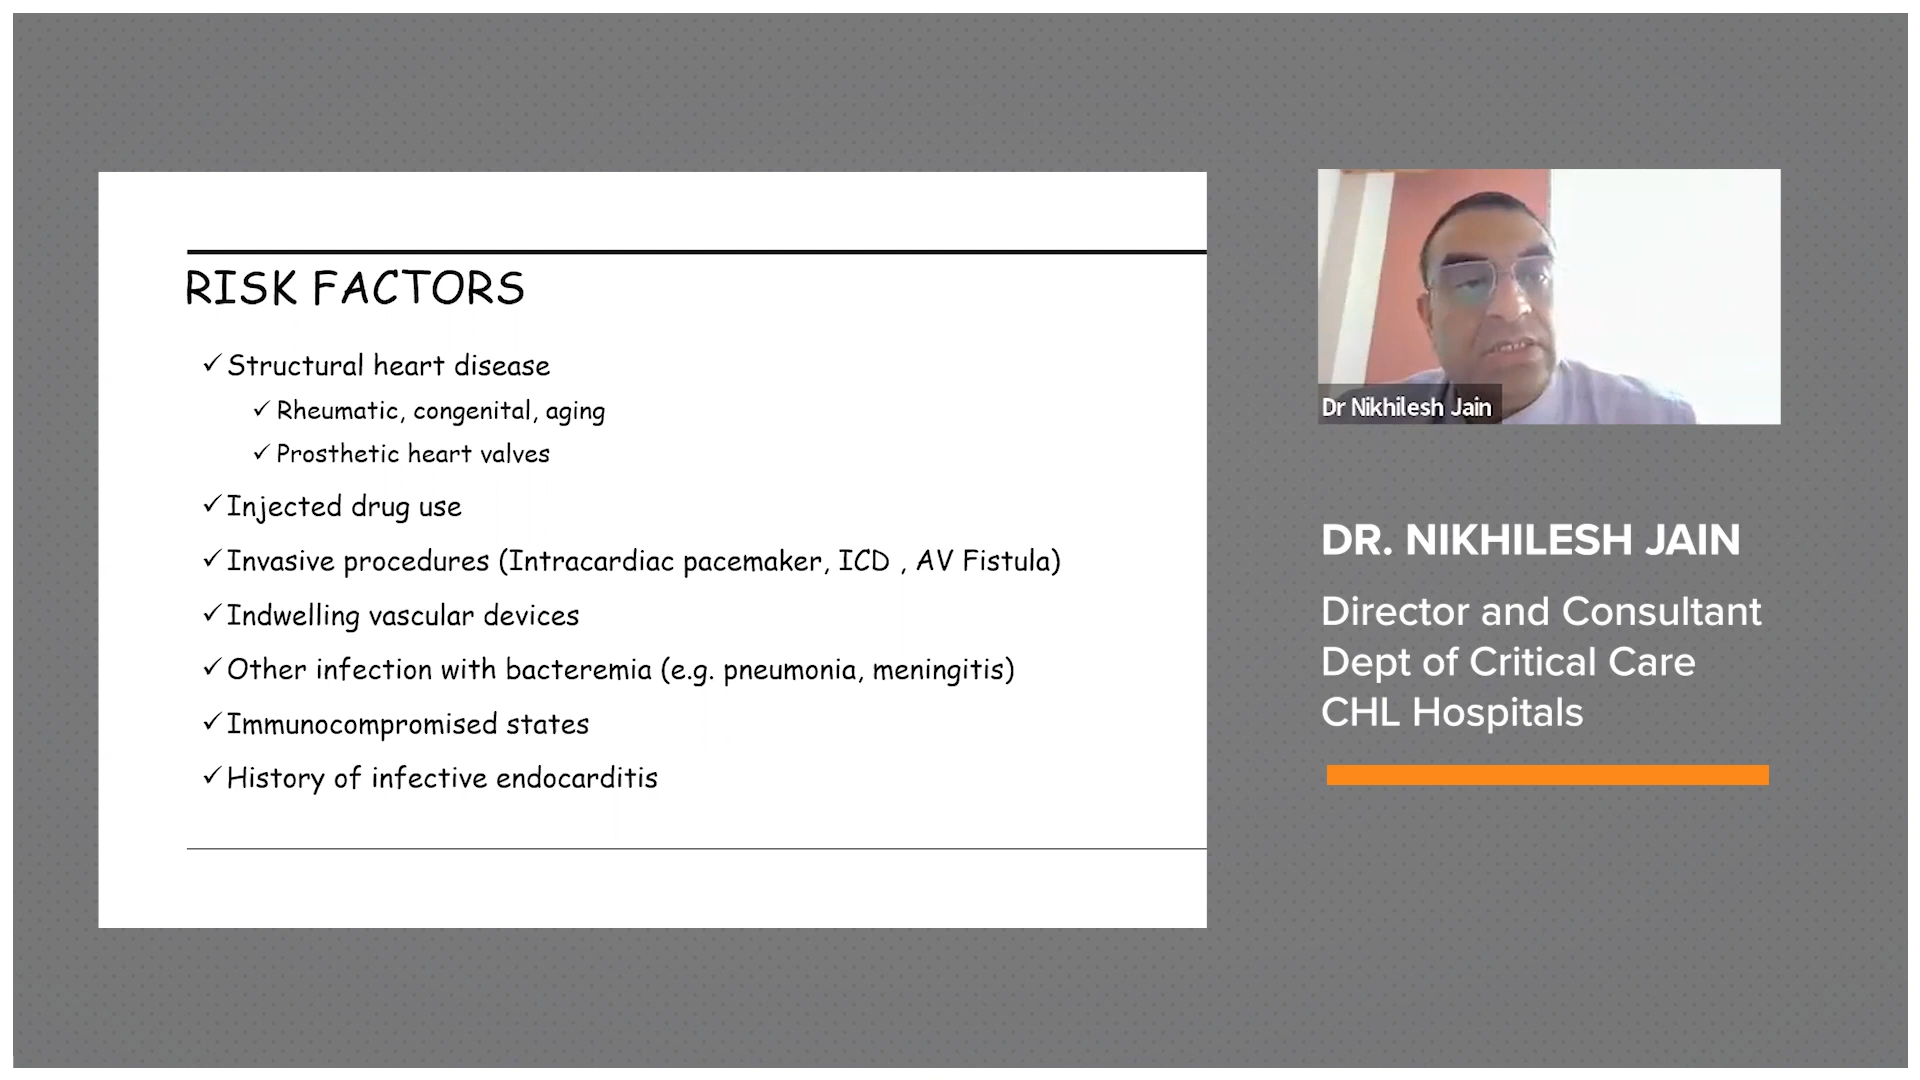 RISK FACTORS
✓ Structural heart disease
✓ Rheumatic, congenital, aging
✓ Prosthetic heart valves
✓ Injected drug use
✓ Invasive procedures (Intracardiac pacemaker, ICD , AV Fistula)
✓ Indwelling vascular devices
✓ Other infection with bacteremia (e.g. pneumonia, meningitis)
✓ Immunocompromised states
✓ History of infective endocarditis
Dr Nikhilesh Jain
DR. NIKHILESH JAIN
Director and Consultant
Dept of Critical Care
CHL Hospitals